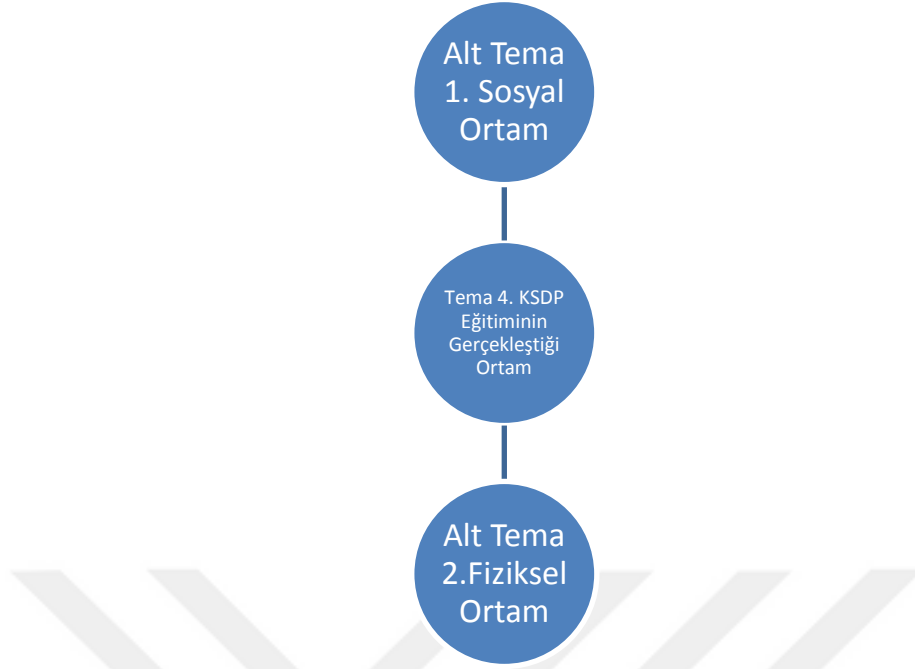 Alt Tema
1. Sosyal
Ortam
Tema 4. KSDP
Eğitiminin
Gerçekleştiği
Ortam
Alt Tema
2.Fiziksel
Ortam